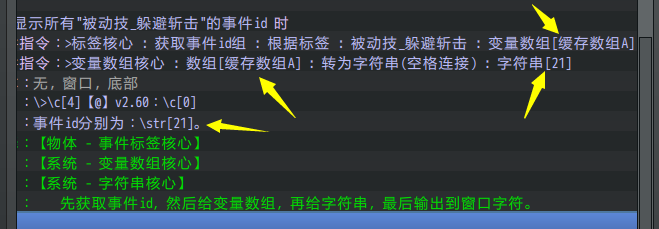 显示所有"被动技_躲避斩击"的事件id 时
指令：:>标签核心 : 获取事件id组 : 根据标签 : 被动技_躲避斩击 : 变量数组[缓存数组A]
指令：:>变量数组核心 : 数组[缓存数组A] : 转为字符串(空格连接) : 字符串[21]
：无, 窗口, 底部
：\>\c[4]【@】v2.60：\c[0]
：事件id分别为：\str[21]。
：【物体 - 事件标签核心】
：【系统 - 变量数组核心】
：【系统 - 字符串核心】
： 先获取事件id, 然后给变量数组, 再给字符串, 最后输出到窗口字符。